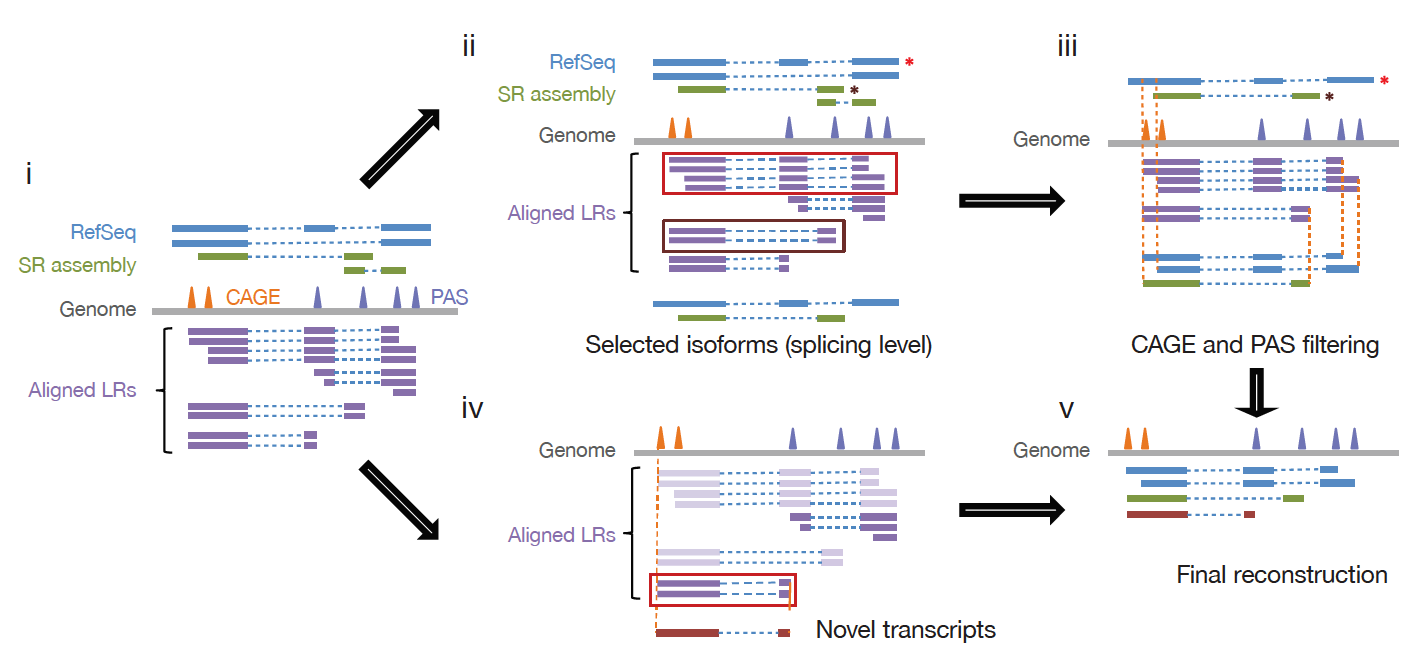 i
RefSeq
SR assembly
CAGE
PAS
Genome
Aligned LRs
ii
RefSeq
*
SR assembly
*
Genome
Aligned LRs
Selected isoforms (splicing level)
iii
*
*
Genome
CAGE and PAS filtering
iv
Genome
Aligned LRs
Novel transcripts
v
Genome
Final reconstruction